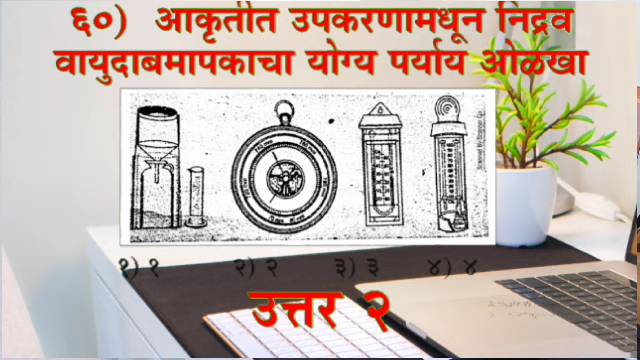 ६०) आकृतीत उपकरणामधून निद्रव
वायुदाबमापकाचा योग्य पर्याय ओळखा
१) १ २) २ ३) ३ ४) ४
उत्तर २